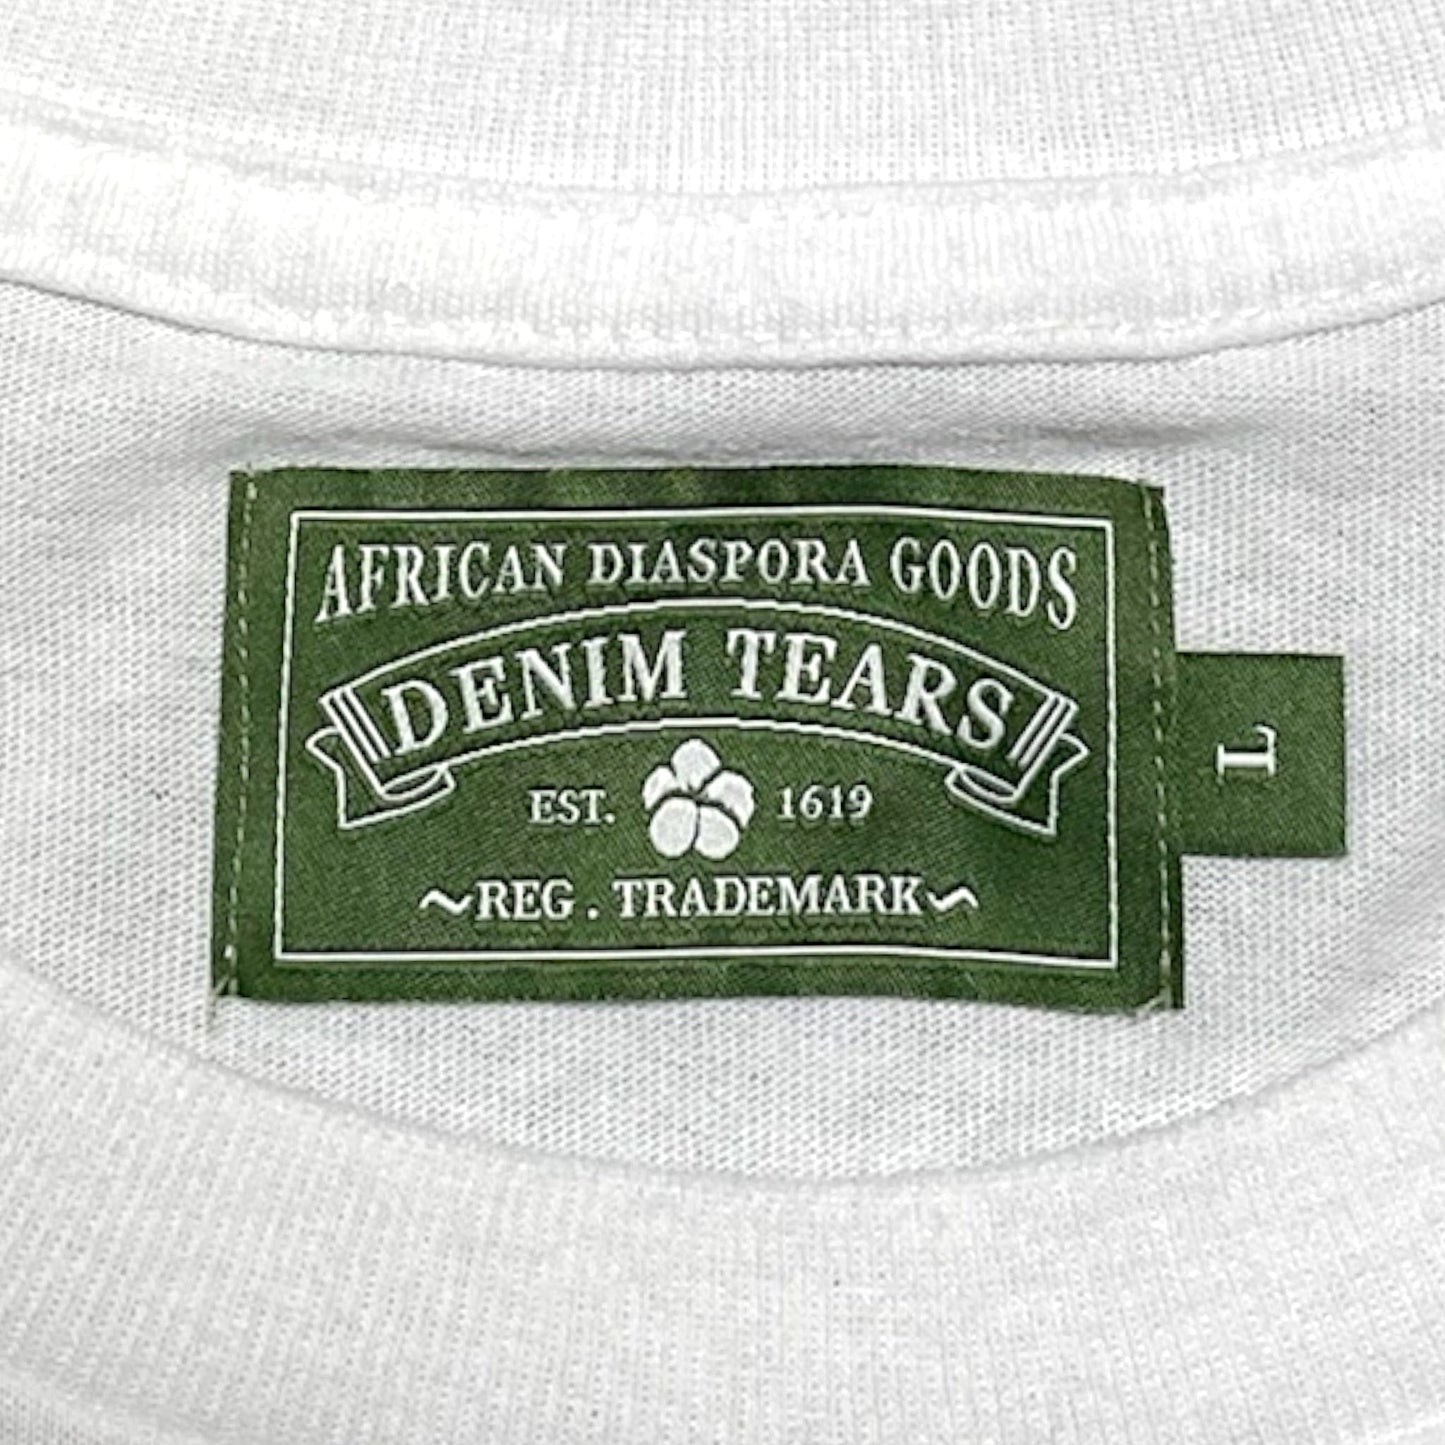 AFRICAN DIASPORA GOODS
DENIM TEARS
EST. 1619
~REG. TRADEMARK~
L